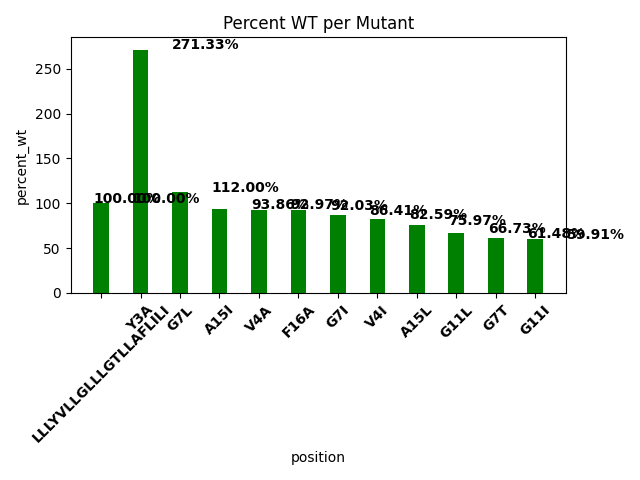 Percent WT per Mutant
percent_wt
250
200
150
100
50
0
100.00%
100.00%
271.33%
112.00%
93.86%
92.97%
92.03%
86.41%
82.59%
75.97%
66.73%
61.48%
59.91%
LLLYVLLGLLLGTLLAFLILI
Y3A
G7L
A15I
V4A
F16A
G7I
V4I
A15L
G11L
G7T
G11I
position